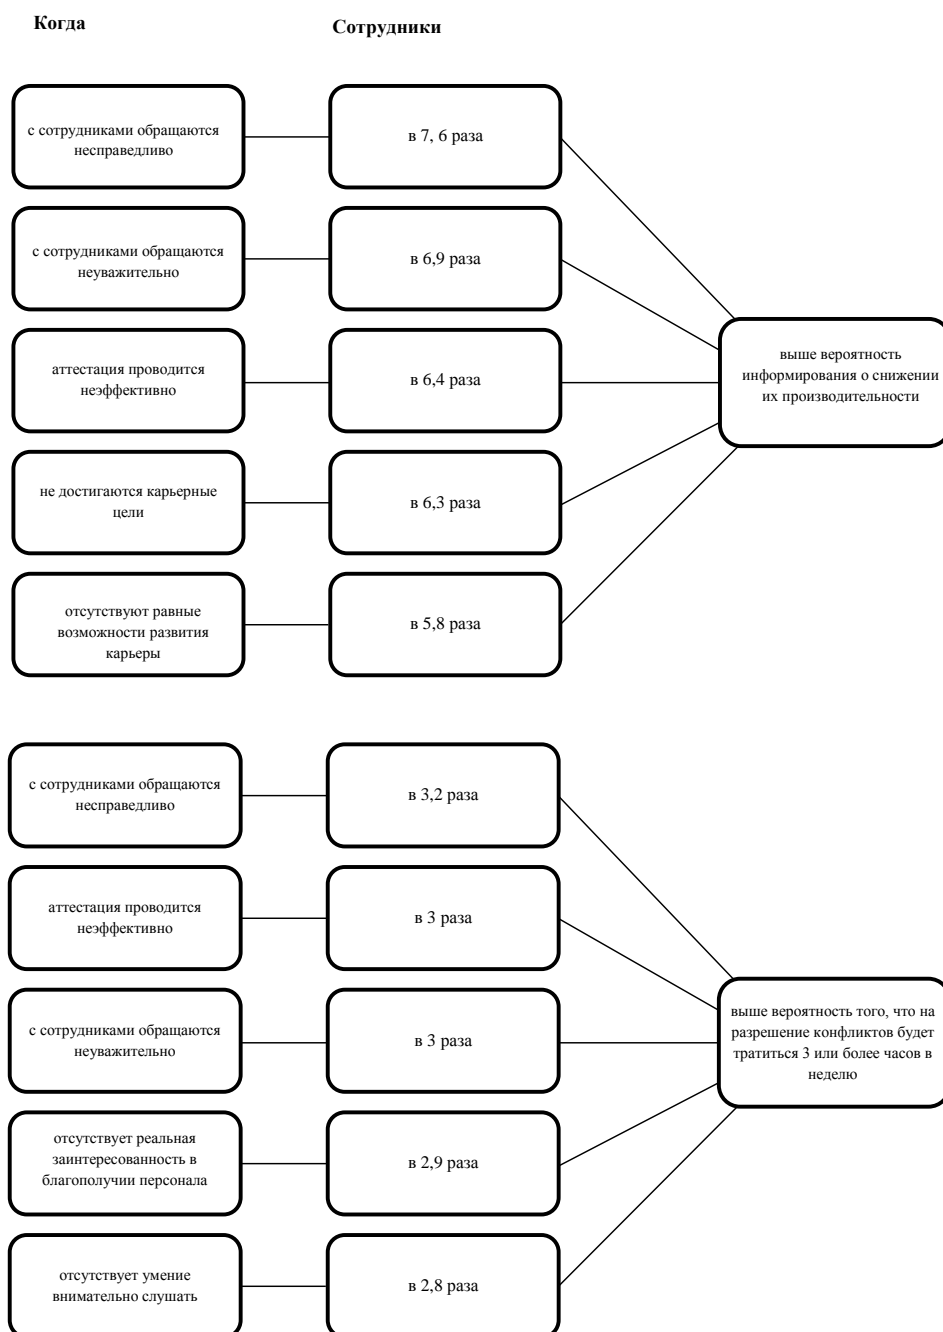 Когда
Сотрудники
с сотрудниками обращаются
несправедливо
в 7, 6 раза
с сотрудниками обращаются
неуважительно
в 6,9 раза
аттестация проводится
неэффективно
в 6,4 раза
выше вероятность
информирования о снижении
их производительности
не достигаются карьерные
цели
в 6,3 раза
отсутствуют равные
возможности развития
карьеры
в 5,8 раза
с сотрудниками обращаются
несправедливо
в 3,2 раза
аттестация проводится
неэффективно
в 3 раза
с сотрудниками обращаются
неуважительно
в 3 раза
выше вероятность того, что на
разрешение конфликтов будет
тратиться 3 или более часов в
неделю
отсутствует реальная
заинтересованность в
благополучии персонала
в 2,9 раза
отсутствует умение
внимательно слушать
в 2,8 раза